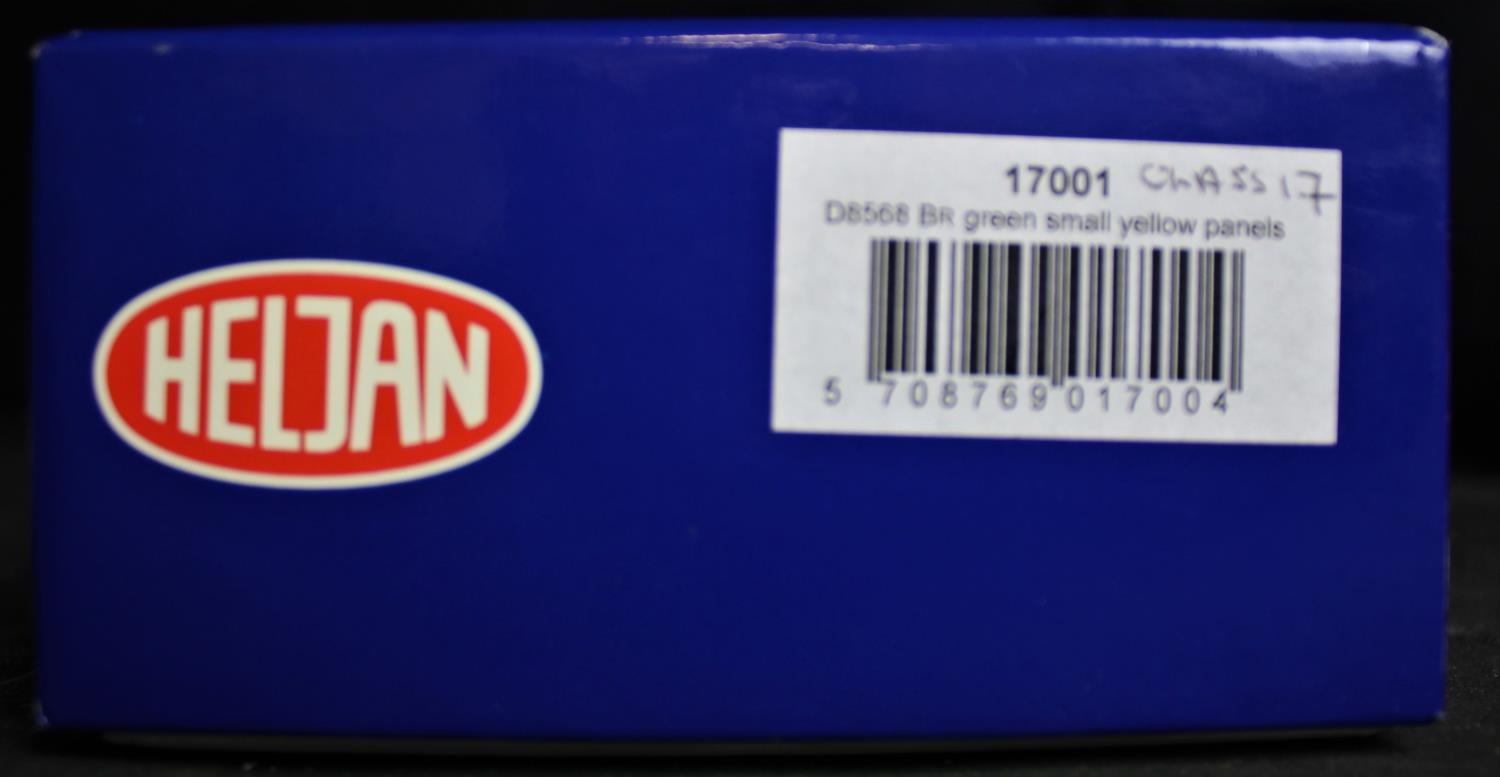 HELJAN
17001 CLASS 17
D8568 BR green small yellow panels
5 708769 017004